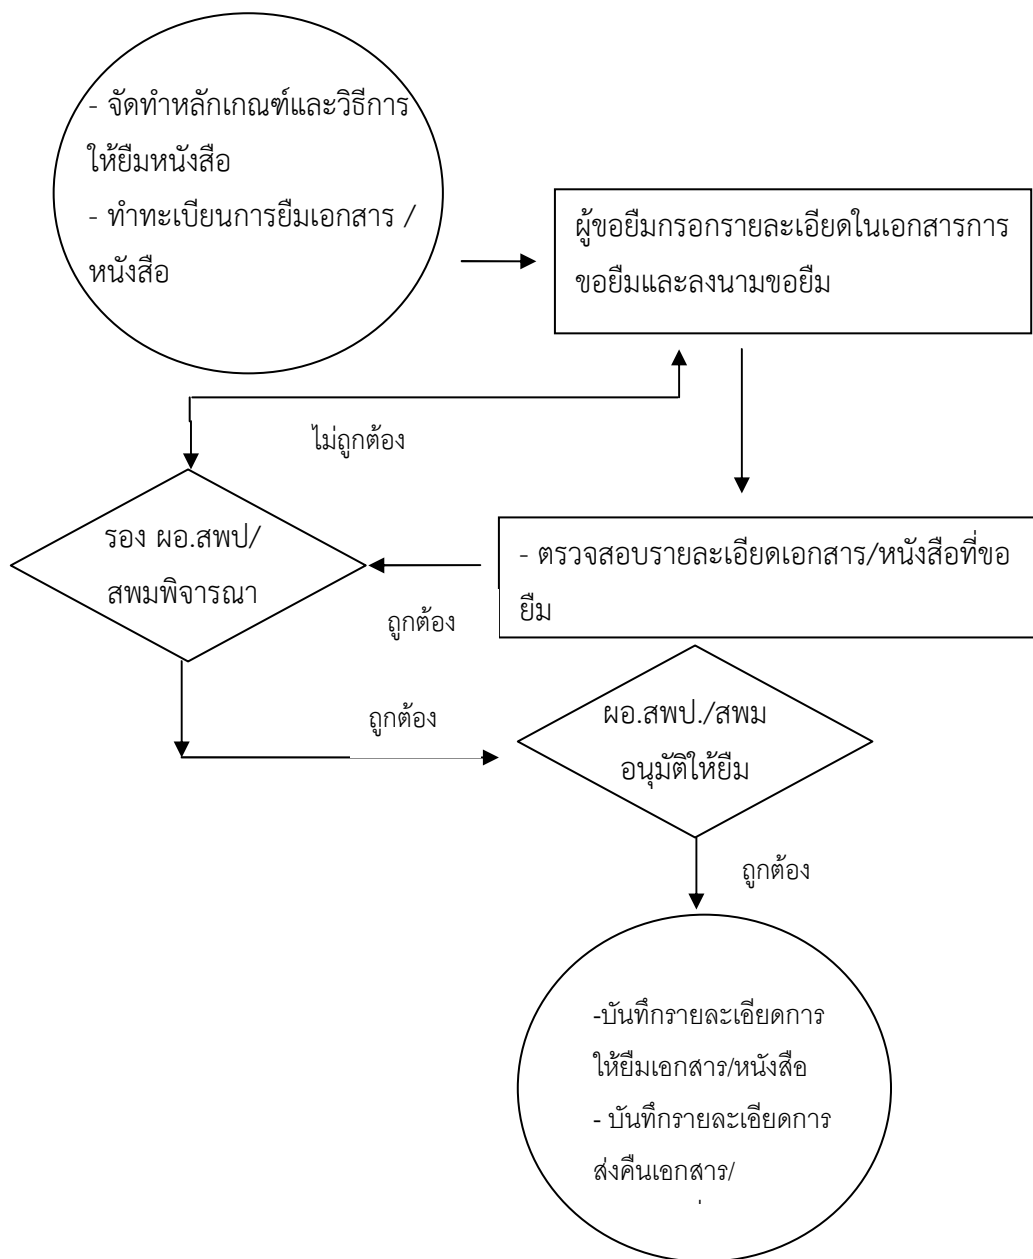 - จัดทำหลักเกณฑ์และวิธีการ
ให้ยืมหนังสือ
- ทำทะเบียนการยืมเอกสาร /
หนังสือ
ผู้ขอยืมกรอกรายละเอียดในเอกสารการ
ขอยืมและลงนามขอยืม
ไม่ถูกต้อง
รอง ผอ.สพป/
สพมพิจารณา
- ตรวจสอบรายละเอียดเอกสาร/หนังสือที่ขอ
ยืม
ถูกต้อง
ถูกต้อง
ผอ.สพป./สพม
อนุมัติให้ยืม
ถูกต้อง
-บันทึกรายละเอียดการ
ให้ยืมเอกสาร/หนังสือ
- บันทึกรายละเอียดการ
ส่งคืนเอกสาร/